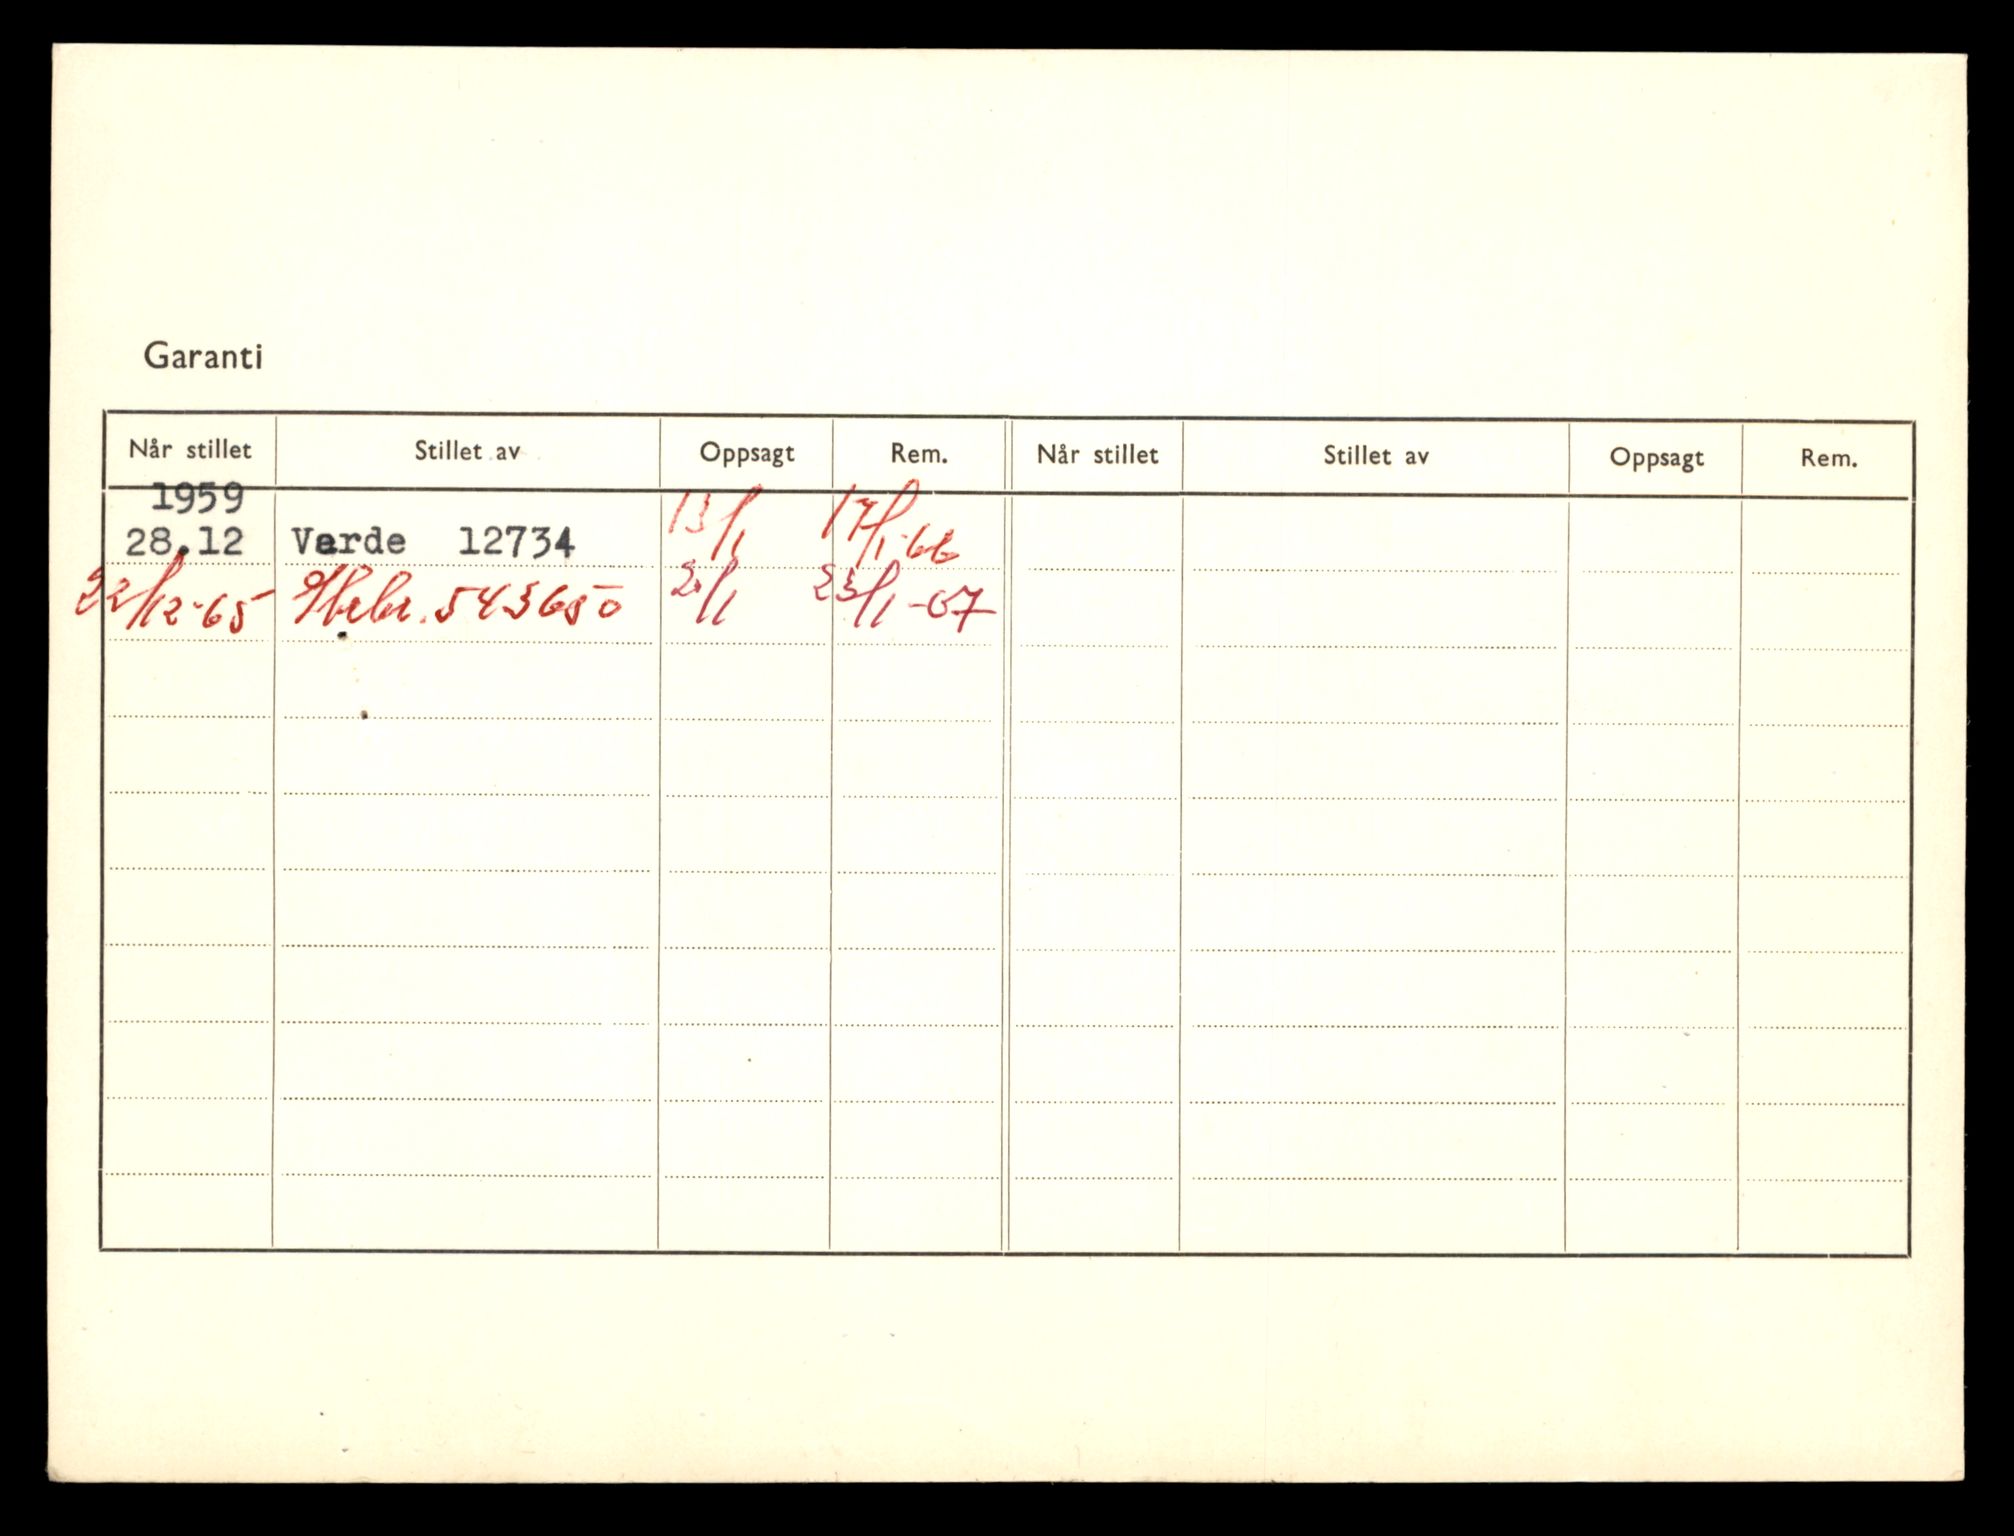 Garanti
Når stillet Stillet av Oppsagt Rem. Når stillet Stillet av Oppsagt Rem.
1959
28.12 Verde 12734 13/1 17/1-66
22/12-65 543650 2/1 23/1-67